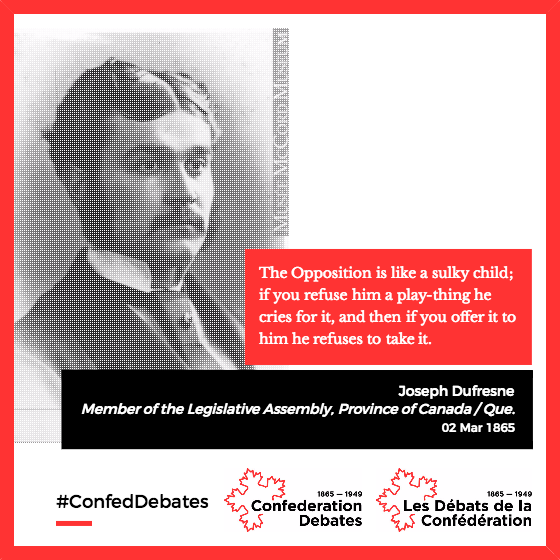 MUSÉE MCCORD MUSEUM
The Opposition is like a sulky child;
if you refuse him a play-thing he
cries for it, and then if you offer it to
him he refuses to take it.
Joseph Dufresne
Member of the Legislative Assembly, Province of Canada / Que.
02 Mar 1865
#ConfedDebates
1865 — 1949
Confederation
Debates
1865 — 1949
Les Débats de la
Confédération